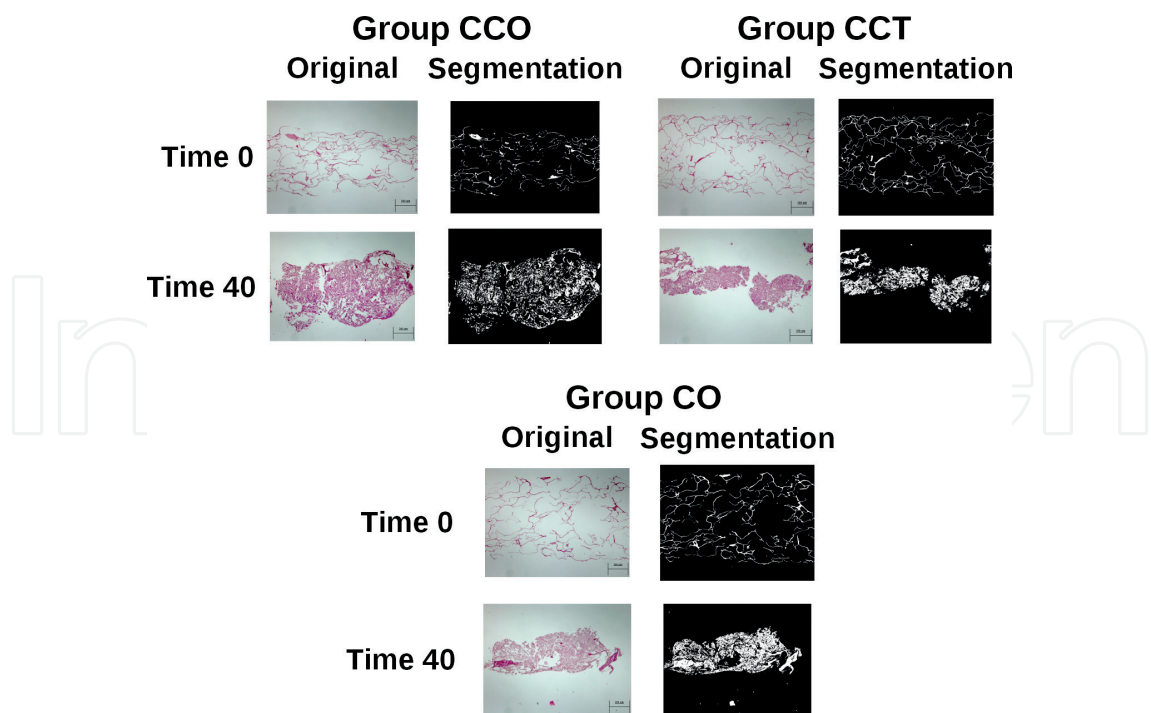 Group CCO
Group CCT
Original Segmentation
Original Segmentation
Time 0
Time 40
Group CO
Original Segmentation
Time 0
Time 40